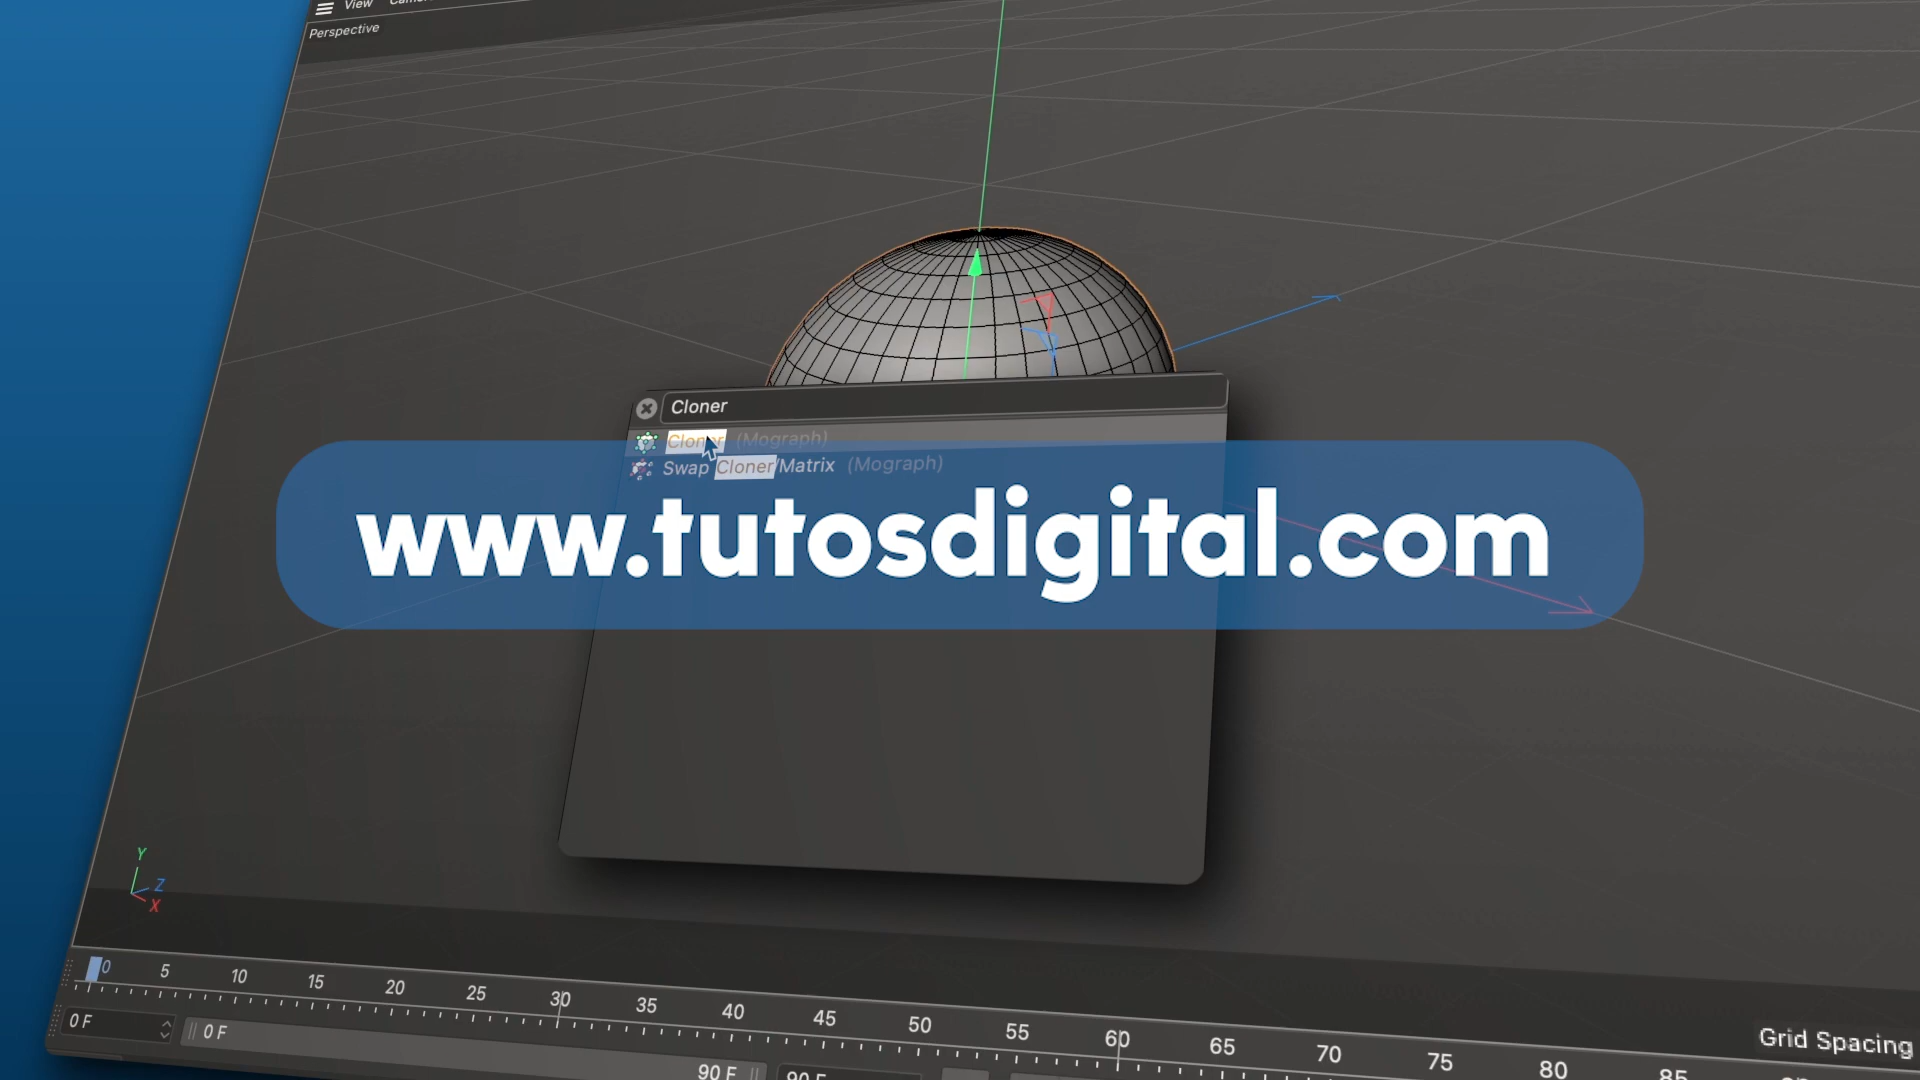 View
Perspective
Cloner
Cloner (Mograph)
Swap Cloner/Matrix (Mograph)
www.tutosdigital.com
Y
Z
X
0 5 10 15 20 25 30 35 40 45 50 55 60 65 70 75 80 85
Grid Spacing
0 F
0 F
90 F
90 F